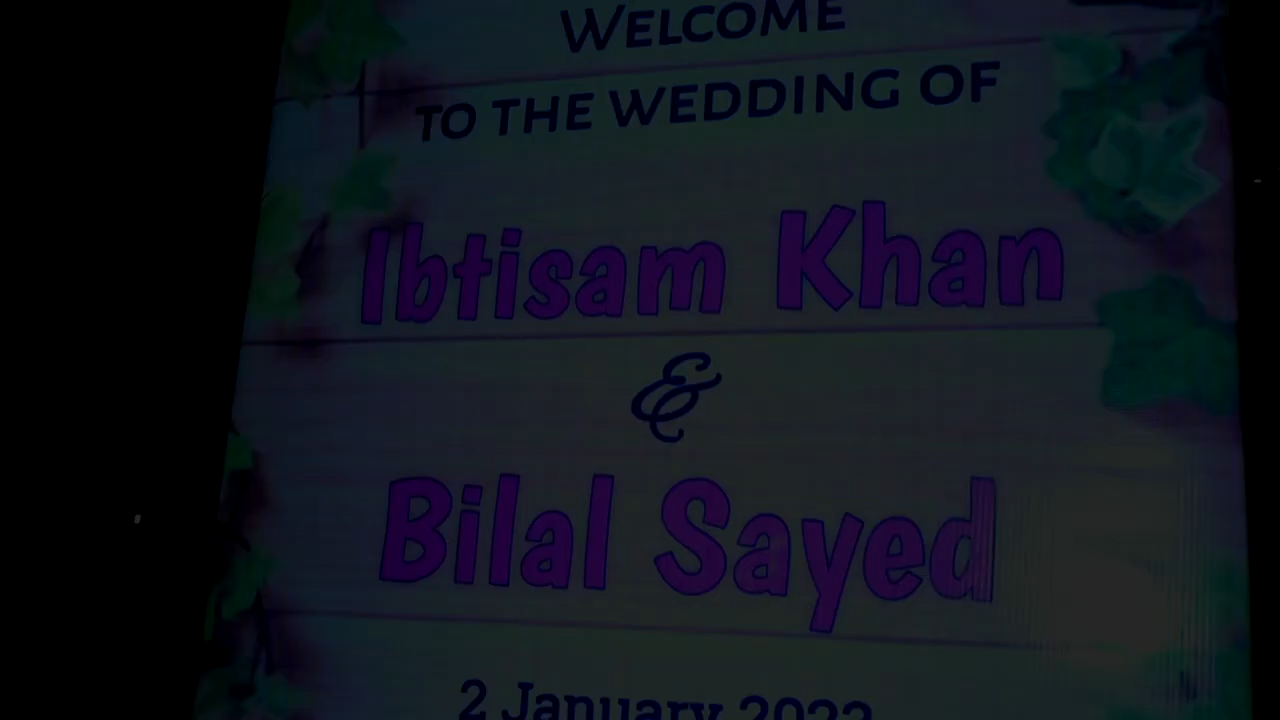 WELCOME
TO THE WEDDING OF
Ibtisam Khan
&
Bilal Sayed
2 January